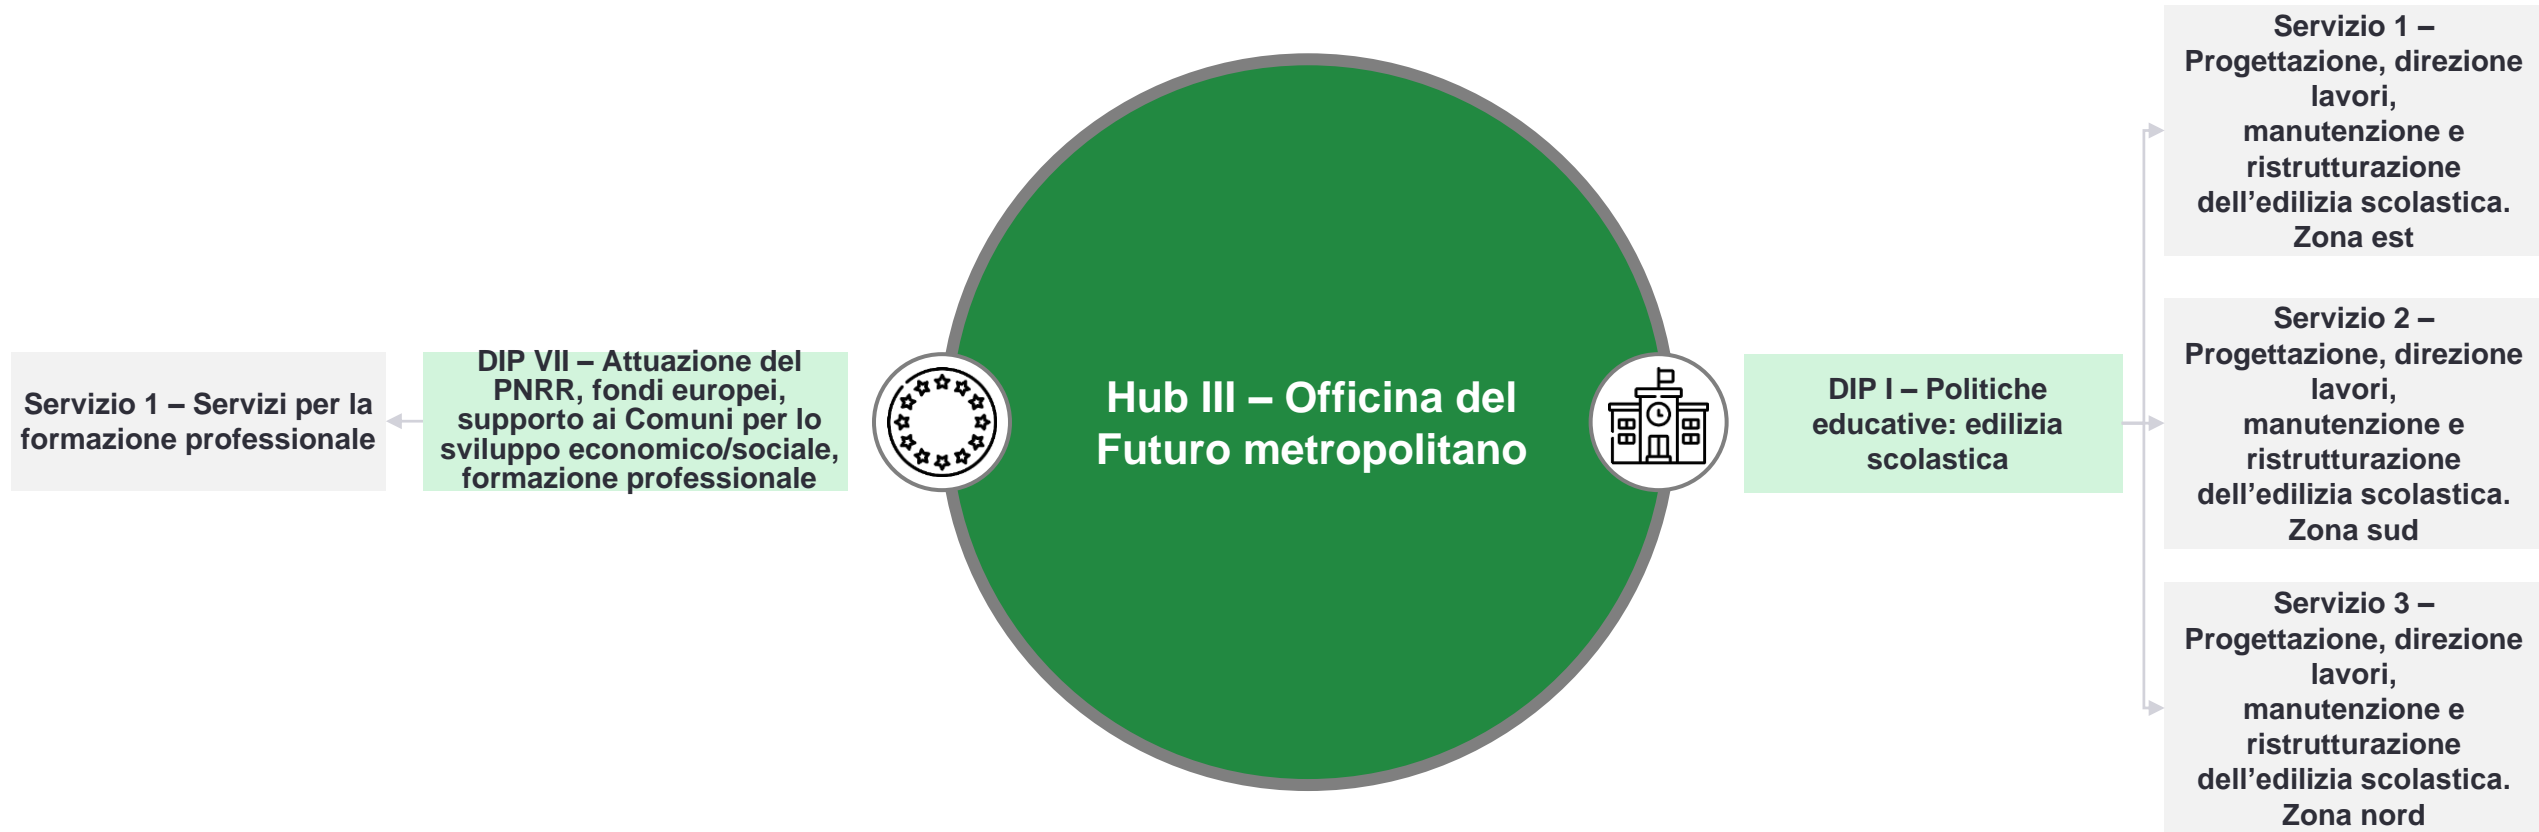 Servizio 1 – Servizi per la
formazione professionale
DIP VII – Attuazione del
PNRR, fondi europei,
supporto ai Comuni per lo
sviluppo economico/sociale,
formazione professionale
Hub III – Officina del
Futuro metropolitano
DIP I – Politiche
educative: edilizia
scolastica
Servizio 1 –
Progettazione, direzione
lavori,
manutenzione e
ristrutturazione
dell’edilizia scolastica.
Zona est
Servizio 2 –
Progettazione, direzione
lavori,
manutenzione e
ristrutturazione
dell’edilizia scolastica.
Zona sud
Servizio 3 –
Progettazione, direzione
lavori,
manutenzione e
ristrutturazione
dell’edilizia scolastica.
Zona nord